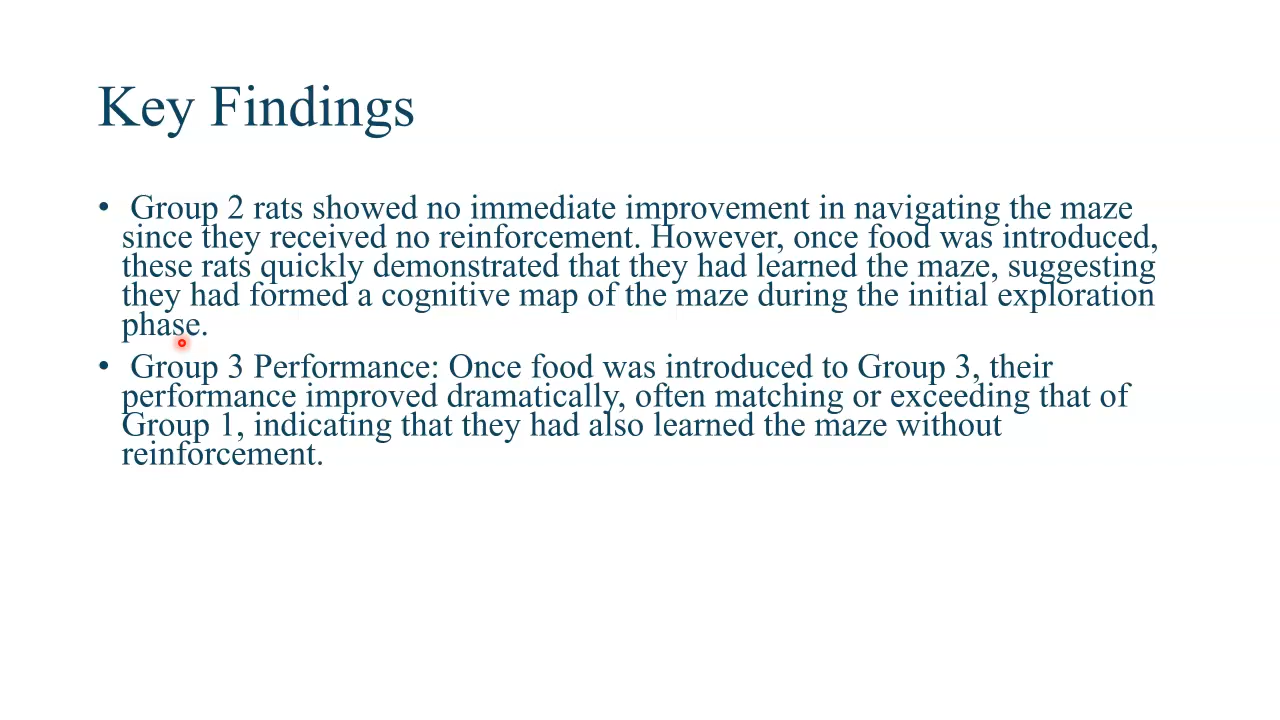 Key Findings
• Group 2 rats showed no immediate improvement in navigating the maze
since they received no reinforcement. However, once food was introduced,
these rats quickly demonstrated that they had learned the maze, suggesting
they had formed a cognitive map of the maze during the initial exploration
phase.
• Group 3 Performance: Once food was introduced to Group 3, their
performance improved dramatically, often matching or exceeding that of
Group 1, indicating that they had also learned the maze without
reinforcement.